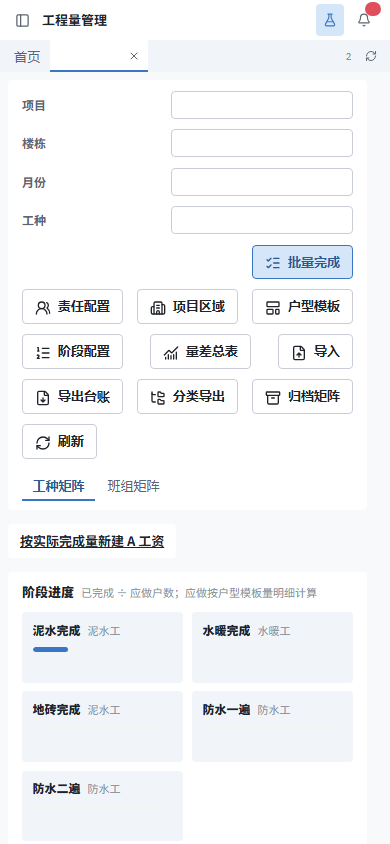 工程量管理
首页
2
项目
楼栋
月份
工种
批量完成
责任配置 项目区域 户型模板
阶段配置 量差总表 导入
导出台账 分类导出 归档矩阵
刷新
工种矩阵 班组矩阵
按实际完成量新建 A 工资
阶段进度 已完成 ÷ 应做户数；应做按户型模板量明细计算
泥水完成 泥水工 水暖完成 水暖工
地砖完成 泥水工 防水一遍 防水工
防水二遍 防水工